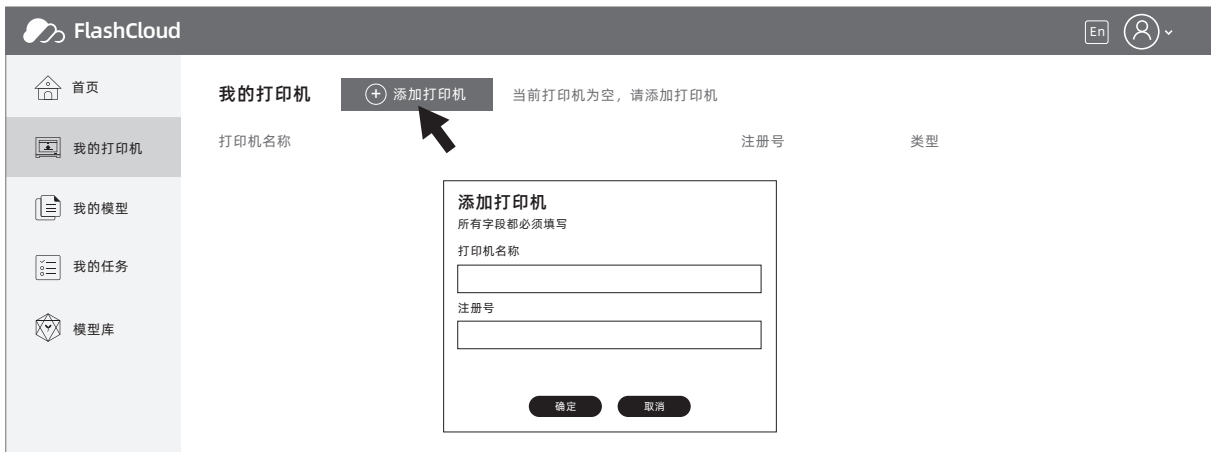 FlashCloud
En
首页
我的打印机
我的模型
我的任务
模型库
我的打印机
添加打印机
当前打印机为空，请添加打印机
打印机名称
注册号
类型
添加打印机
所有字段都必须填写
打印机名称
注册号
确定
取消